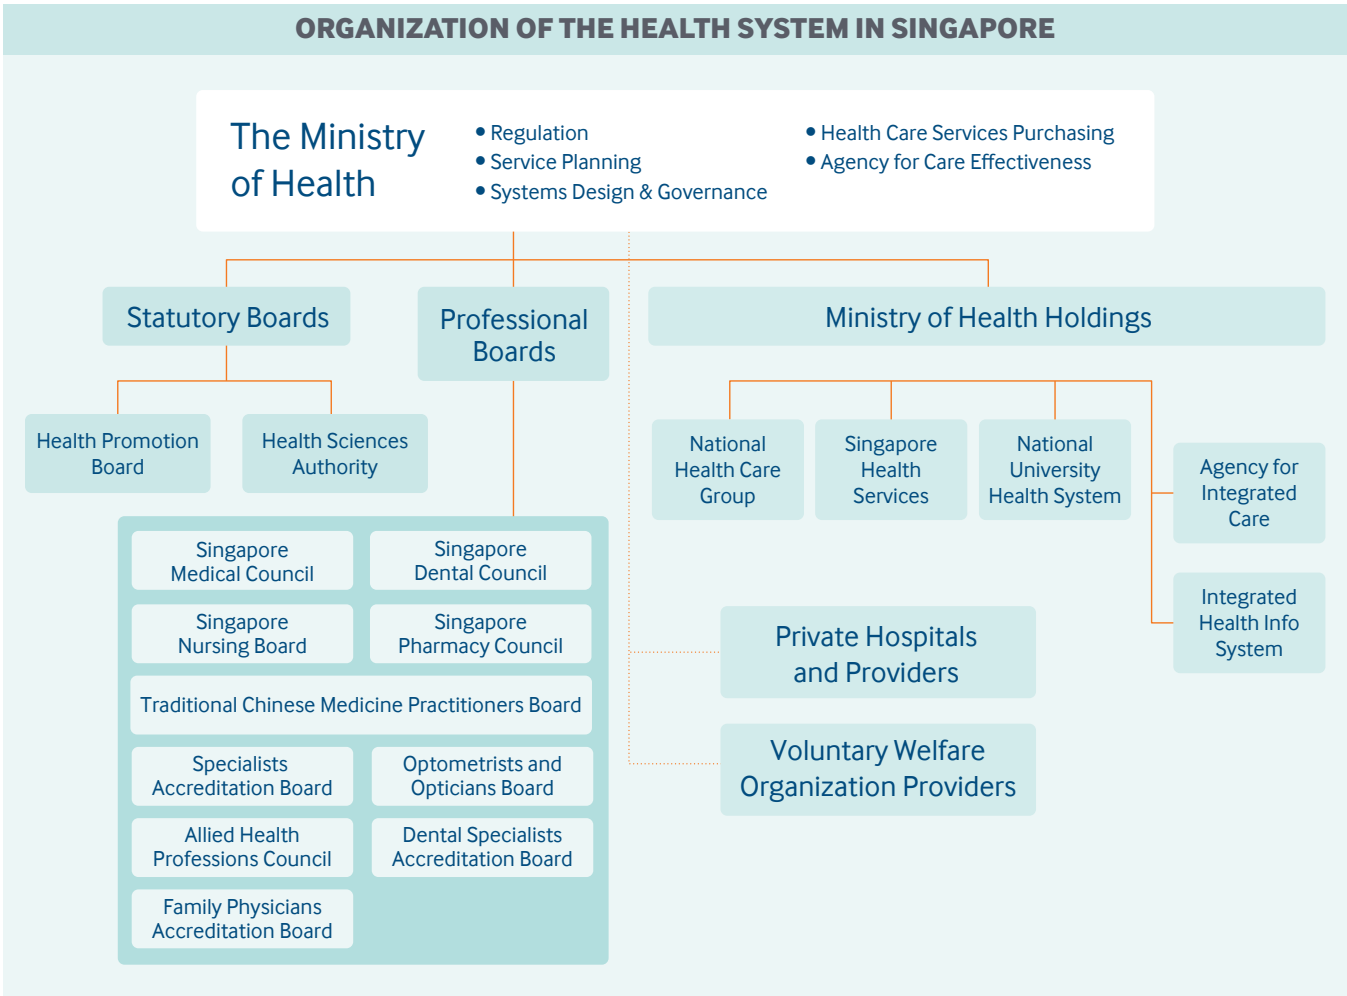 ORGANIZATION OF THE HEALTH SYSTEM IN SINGAPORE
The Ministry
of Health
• Regulation
• Service Planning
• Systems Design & Governance
• Health Care Services Purchasing
• Agency for Care Effectiveness
Statutory Boards
Professional
Boards
Ministry of Health Holdings
Health Promotion
Board
Health Sciences
Authority
National
Health Care
Group
Singapore
Health
Services
National
University
Health System
Agency for
Integrated
Care
Integrated
Health Info
System
Singapore
Medical Council
Singapore
Dental Council
Singapore
Nursing Board
Singapore
Pharmacy Council
Traditional Chinese Medicine Practitioners Board
Specialists
Accreditation Board
Optometrists and
Opticians Board
Allied Health
Professions Council
Dental Specialists
Accreditation Board
Family Physicians
Accreditation Board
Private Hospitals
and Providers
Voluntary Welfare
Organization Providers